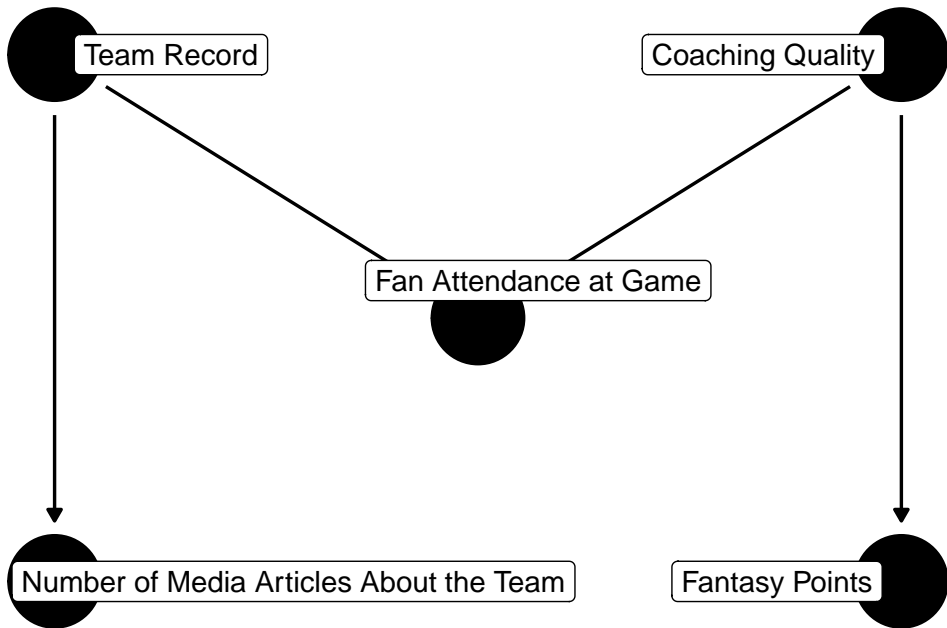 Team Record
Coaching Quality
Fan Attendance at Game
Number of Media Articles About the Team
Fantasy Points